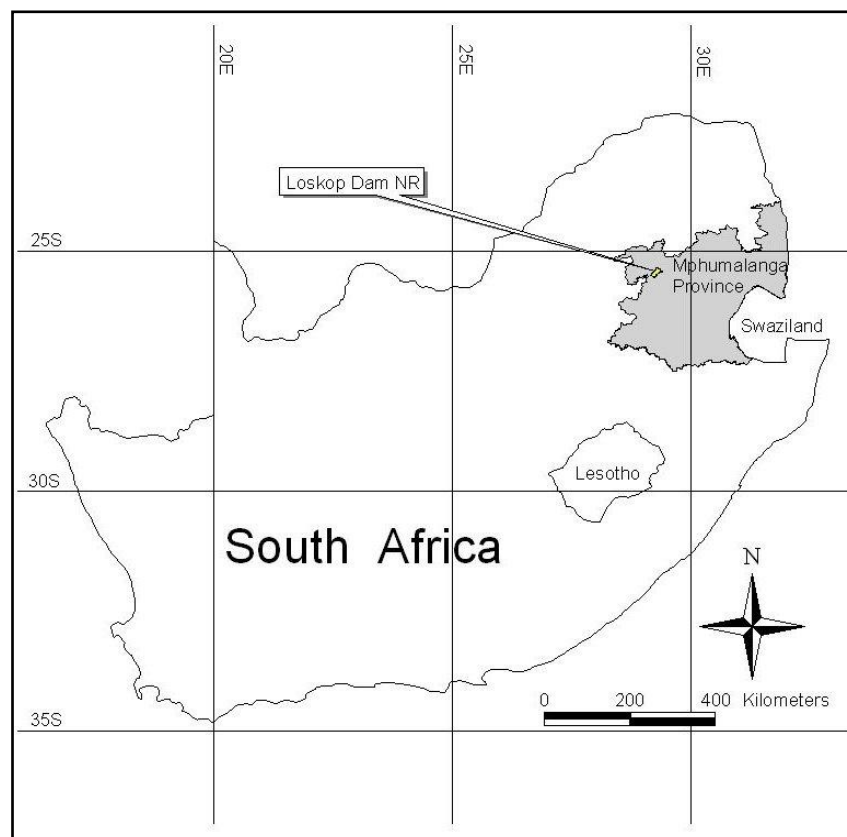 20E
25E
30E
Loskop Dam NR
25S
Mphumalanga
Province
Swaziland
Lesotho
30S
South Africa
N
0 200 400 Kilometers
35S